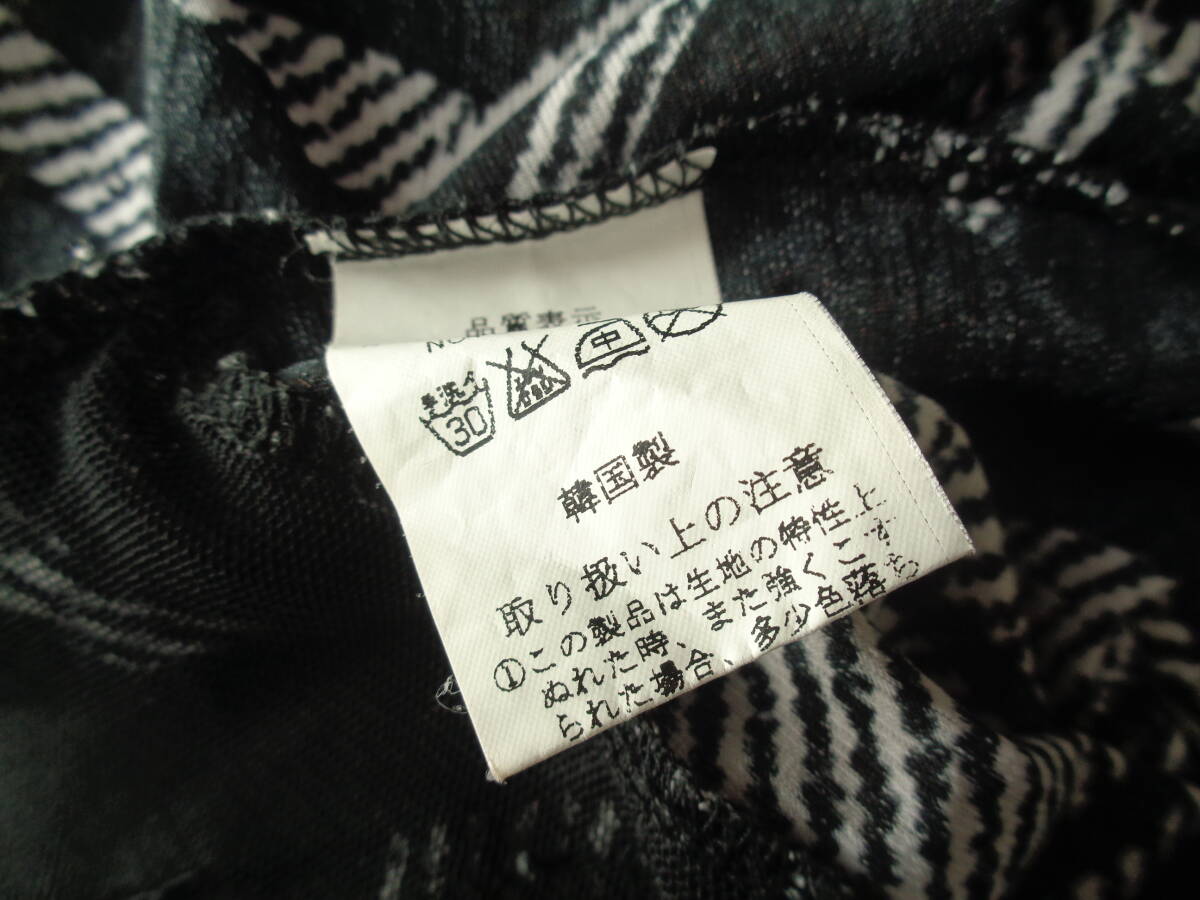 品質表示
手洗イ
30
中
韓国製
取り扱い上の注意
①この製品は生地の特性上
ぬれた時、また強くこす
られた場合、多少色落ち